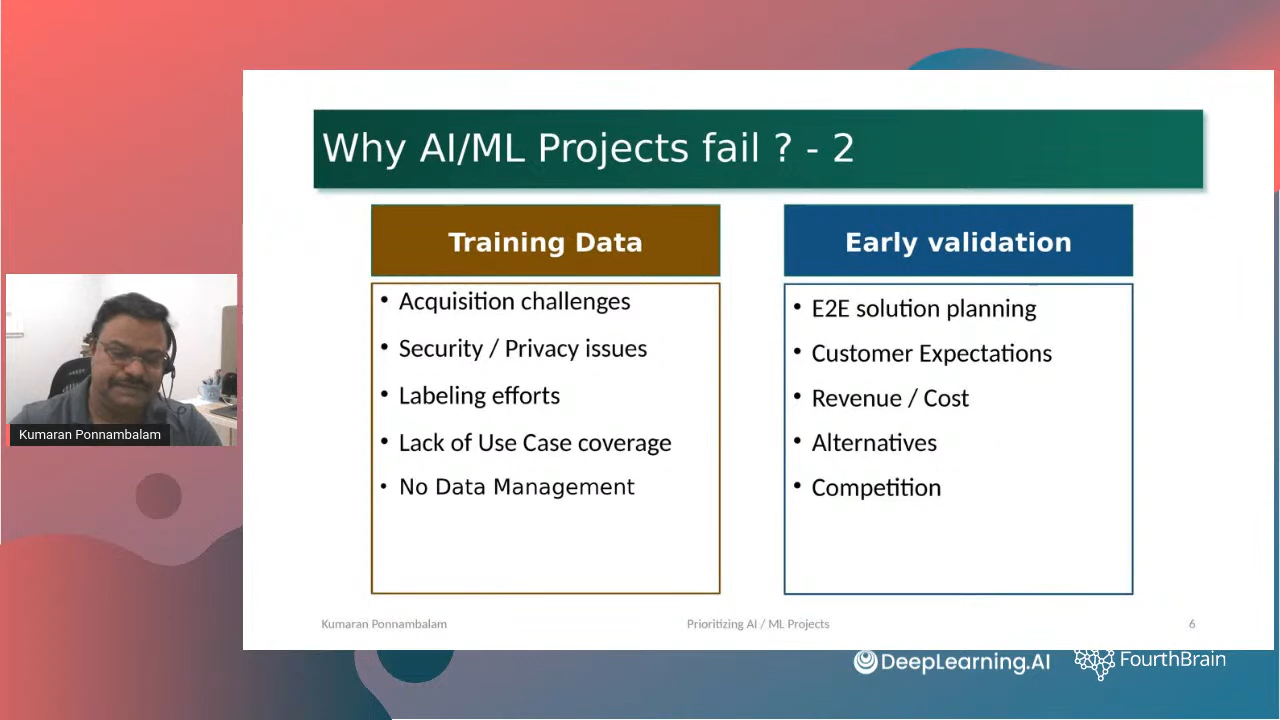 Why AI/ML Projects fail ? - 2
Training Data
• Acquisition challenges
• Security / Privacy issues
• Labeling efforts
• Lack of Use Case coverage
• No Data Management
Early validation
• E2E solution planning
• Customer Expectations
• Revenue / Cost
• Alternatives
• Competition
Kumaran Ponnambalam
Kumaran Ponnambalam
Prioritizing AI / ML Projects
6
DeepLearning.AI
FourthBrain